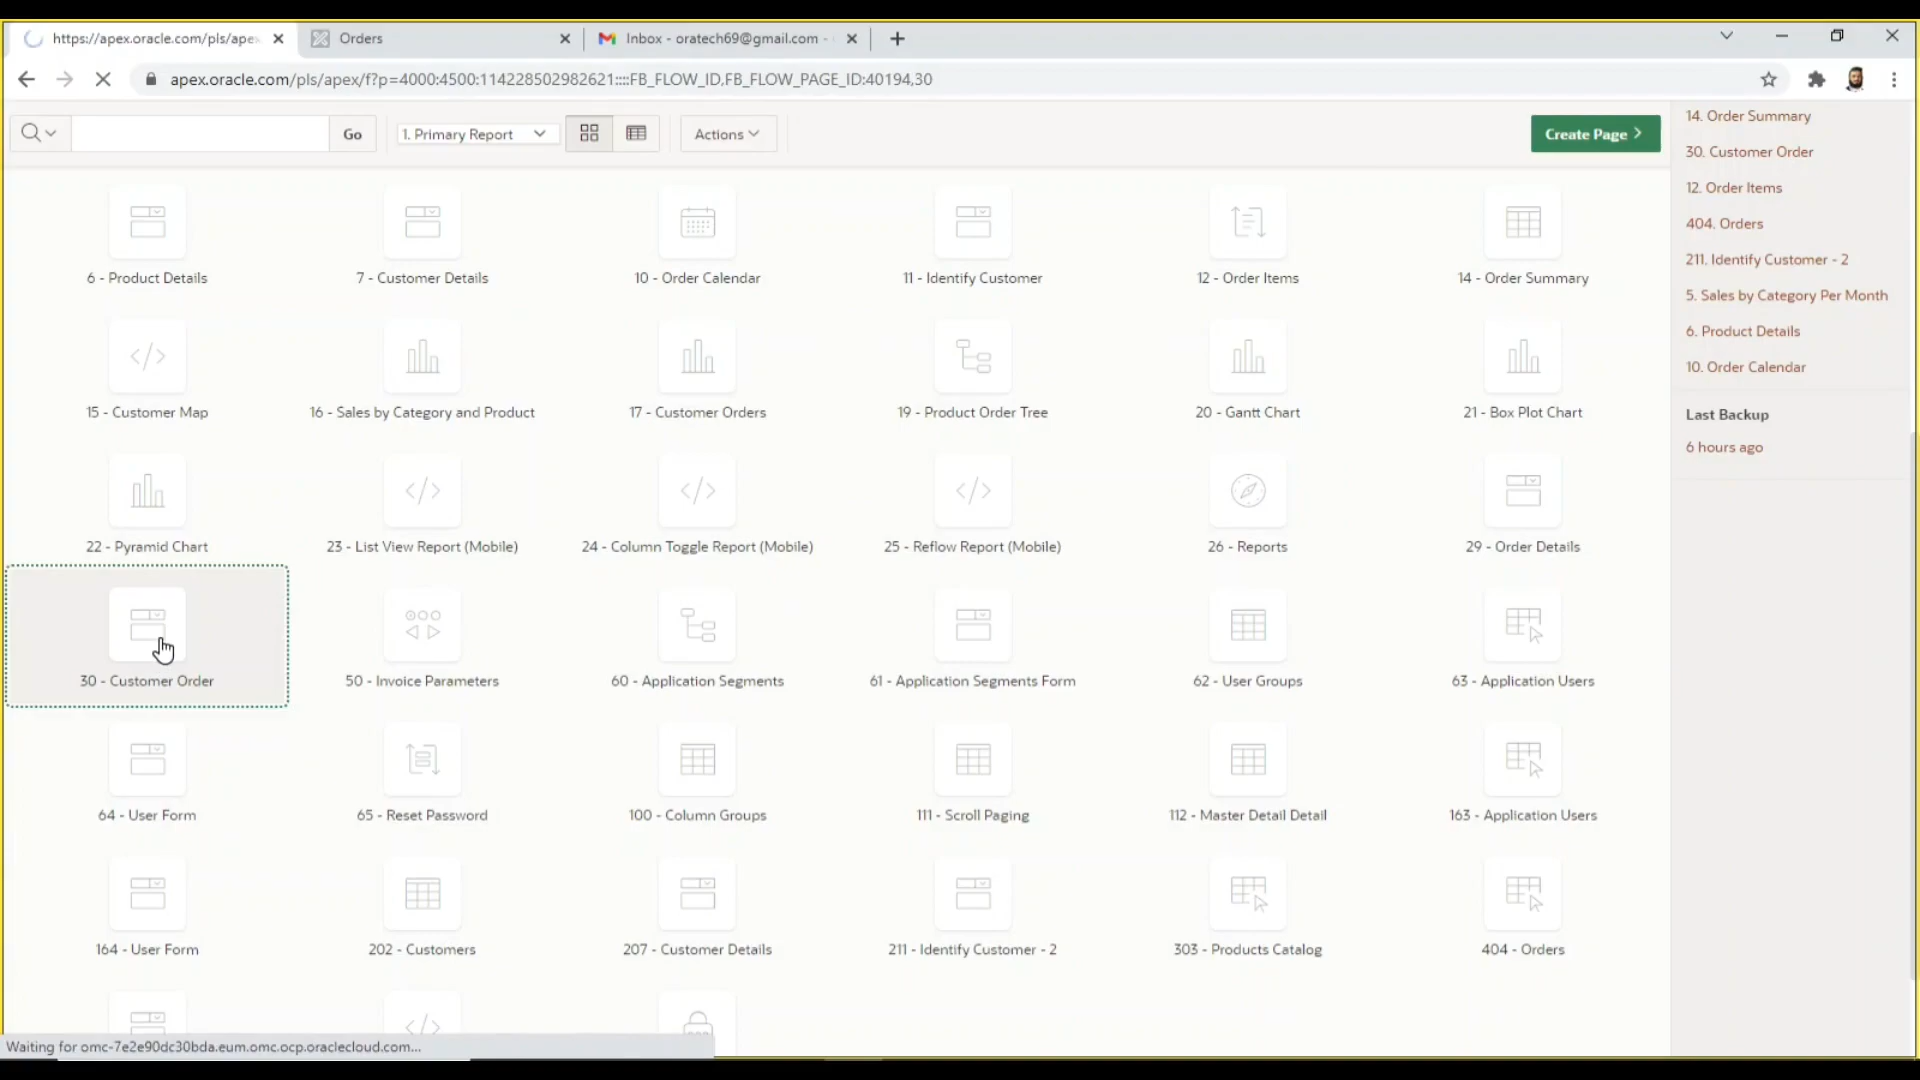 https://apex.oracle.com/pls/ape
Orders
Inbox - oratech69@gmail.com -
apex.oracle.com/pls/apex/f?p=4000:4500:114228502982621::::FB_FLOW_ID,FB_FLOW_PAGE_ID:40194,30
Go
1. Primary Report
Actions
Create Page
14. Order Summary
30. Customer Order
12. Order Items
404. Orders
211. Identify Customer - 2
5. Sales by Category Per Month
6. Product Details
10. Order Calendar
Last Backup
6 hours ago
6 - Product Details
7 - Customer Details
10 - Order Calendar
11 - Identify Customer
12 - Order Items
14 - Order Summary
15 - Customer Map
16 - Sales by Category and Product
17 - Customer Orders
19 - Product Order Tree
20 - Gantt Chart
21 - Box Plot Chart
22 - Pyramid Chart
23 - List View Report (Mobile)
24 - Column Toggle Report (Mobile)
25 - Reflow Report (Mobile)
26 - Reports
29 - Order Details
30 - Customer Order
50 - Invoice Parameters
60 - Application Segments
61 - Application Segments Form
62 - User Groups
63 - Application Users
64 - User Form
65 - Reset Password
100 - Column Groups
111 - Scroll Paging
112 - Master Detail Detail
163 - Application Users
164 - User Form
202 - Customers
207 - Customer Details
211 - Identify Customer - 2
303 - Products Catalog
404 - Orders
Waiting for omc-7e2e90dc30bda.eum.omc.ocp.oraclecloud.com...